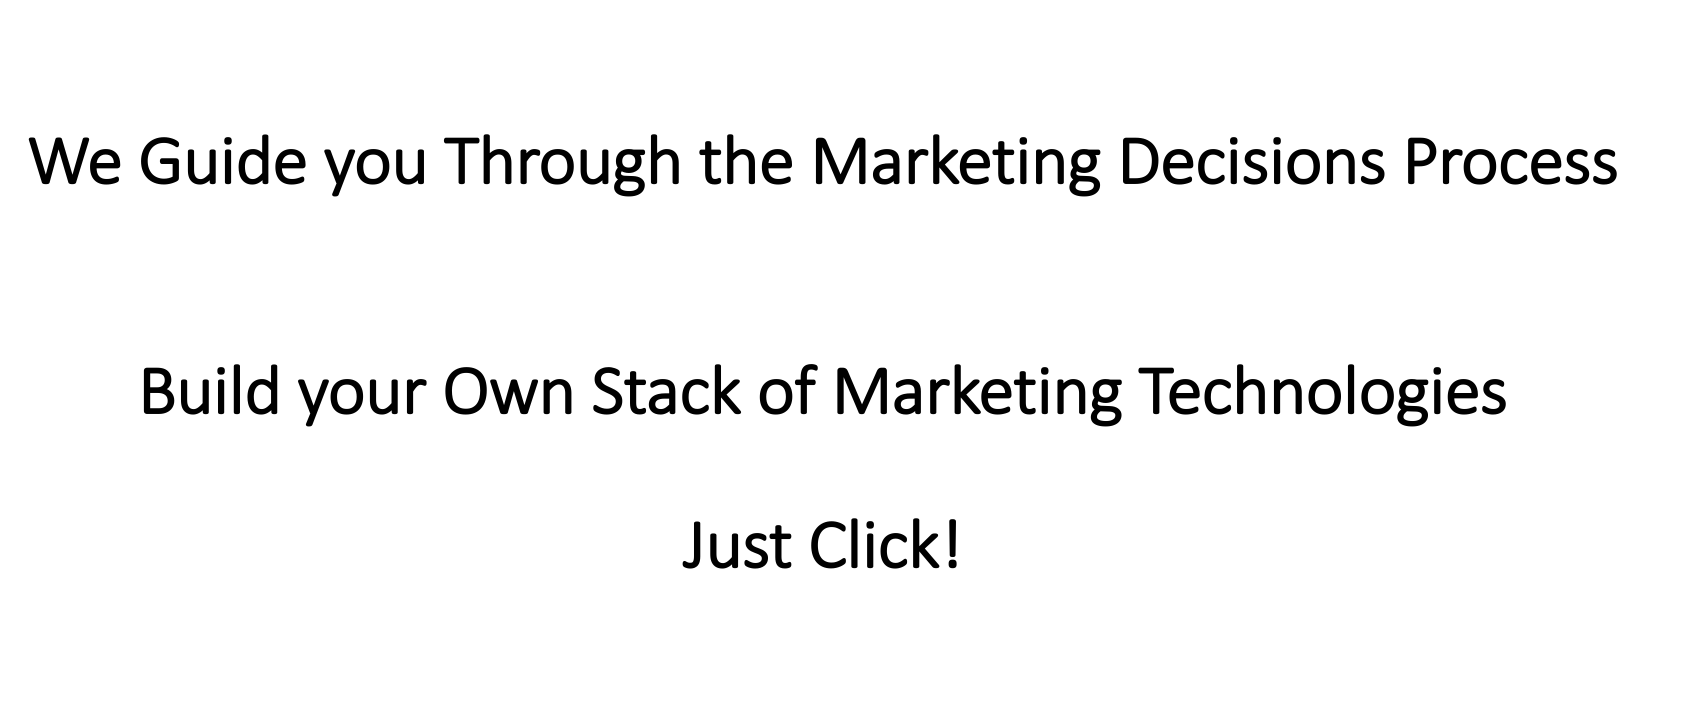 We Guide you Through the Marketing Decisions Process
Build your Own Stack of Marketing Technologies
Just Click!